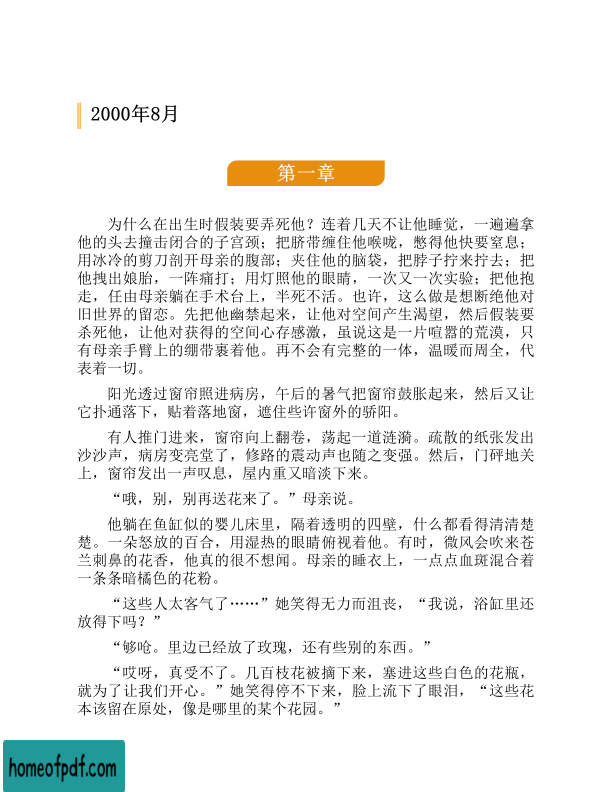 2000年8月
第一章
为什么在出生时假装要弄死他？连着几天不让他睡觉，一遍遍拿
他的头去撞击闭合的子宫颈；把脐带缠住他喉咙，憋得他快要窒息；
用冰冷的剪刀剖开母亲的腹部；夹住他的脑袋，把脖子拧来拧去；把
他拽出娘胎，一阵痛打；用灯照他的眼睛，一次又一次实验；把他抱
走，任由母亲躺在手术台上，半死不活。也许，这么做是想断绝他对
旧世界的留恋。先把他幽禁起来，让他对空间产生渴望，然后假装要
杀死他，让他对获得的空间心存感激，虽说这是一片喧嚣的荒漠，只
有母亲手臂上的绷带裹着他。再不会有完整的一体，温暖而周全，代
表着一切。
阳光透过窗帘照进病房，午后的暑气把窗帘鼓胀起来，然后又让
它扑通落下，贴着落地窗，遮住些许窗外的骄阳。
有人推门进来，窗帘向上翻卷，荡起一道涟漪。疏散的纸张发出
沙沙声，病房变亮堂了，修路的震动声也随之变强。然后，门砰地关
上，窗帘发出一声叹息，屋内重又暗淡下来。
“哦，别，别再送花来了。”母亲说。
他躺在鱼缸似的婴儿床里，隔着透明的四壁，什么都看得清清楚
楚。一朵怒放的百合，用湿热的眼睛俯视着他。有时，微风会吹来苍
兰刺鼻的花香，他真的很不想闻。母亲的睡衣上，一点点血斑混合着
一条条暗橘色的花粉。
“这些人太客气了……”她笑得无力而沮丧，“我说，浴缸里还
放得下吗？”
“够呛。里边已经放了玫瑰，还有些别的东西。”
“哎呀，真受不了。几百枝花被摘下来，塞进这些白色的花瓶，
就为了让我们开心。”她笑得停不下来，脸上流下了眼泪，“这些花
本该留在原处，像是哪里的某个花园。”
homeofpdf.com